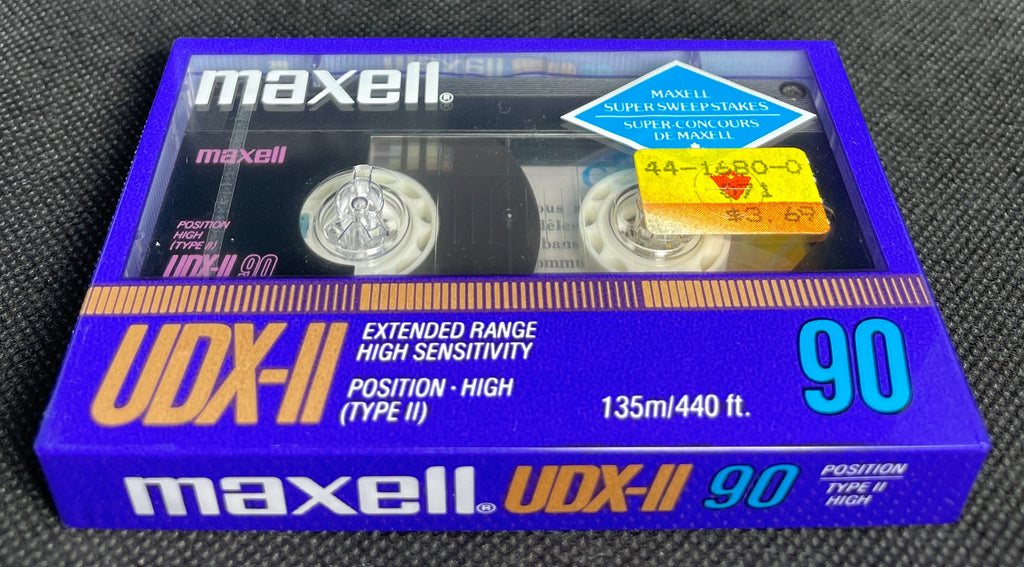 maxell®
MAXELL
SUPER SWEEPSTAKES
SUPER-CONCOURS
DE MAXELL
maxell
44-1680-0
$3.69
POSITION
HIGH
(TYPE II)
UDX-II 90
UDX-II
EXTENDED RANGE
HIGH SENSITIVITY
POSITION · HIGH
(TYPE II)
135m/440 ft.
90
maxell® UDX-II 90
POSITION
TYPE II
HIGH